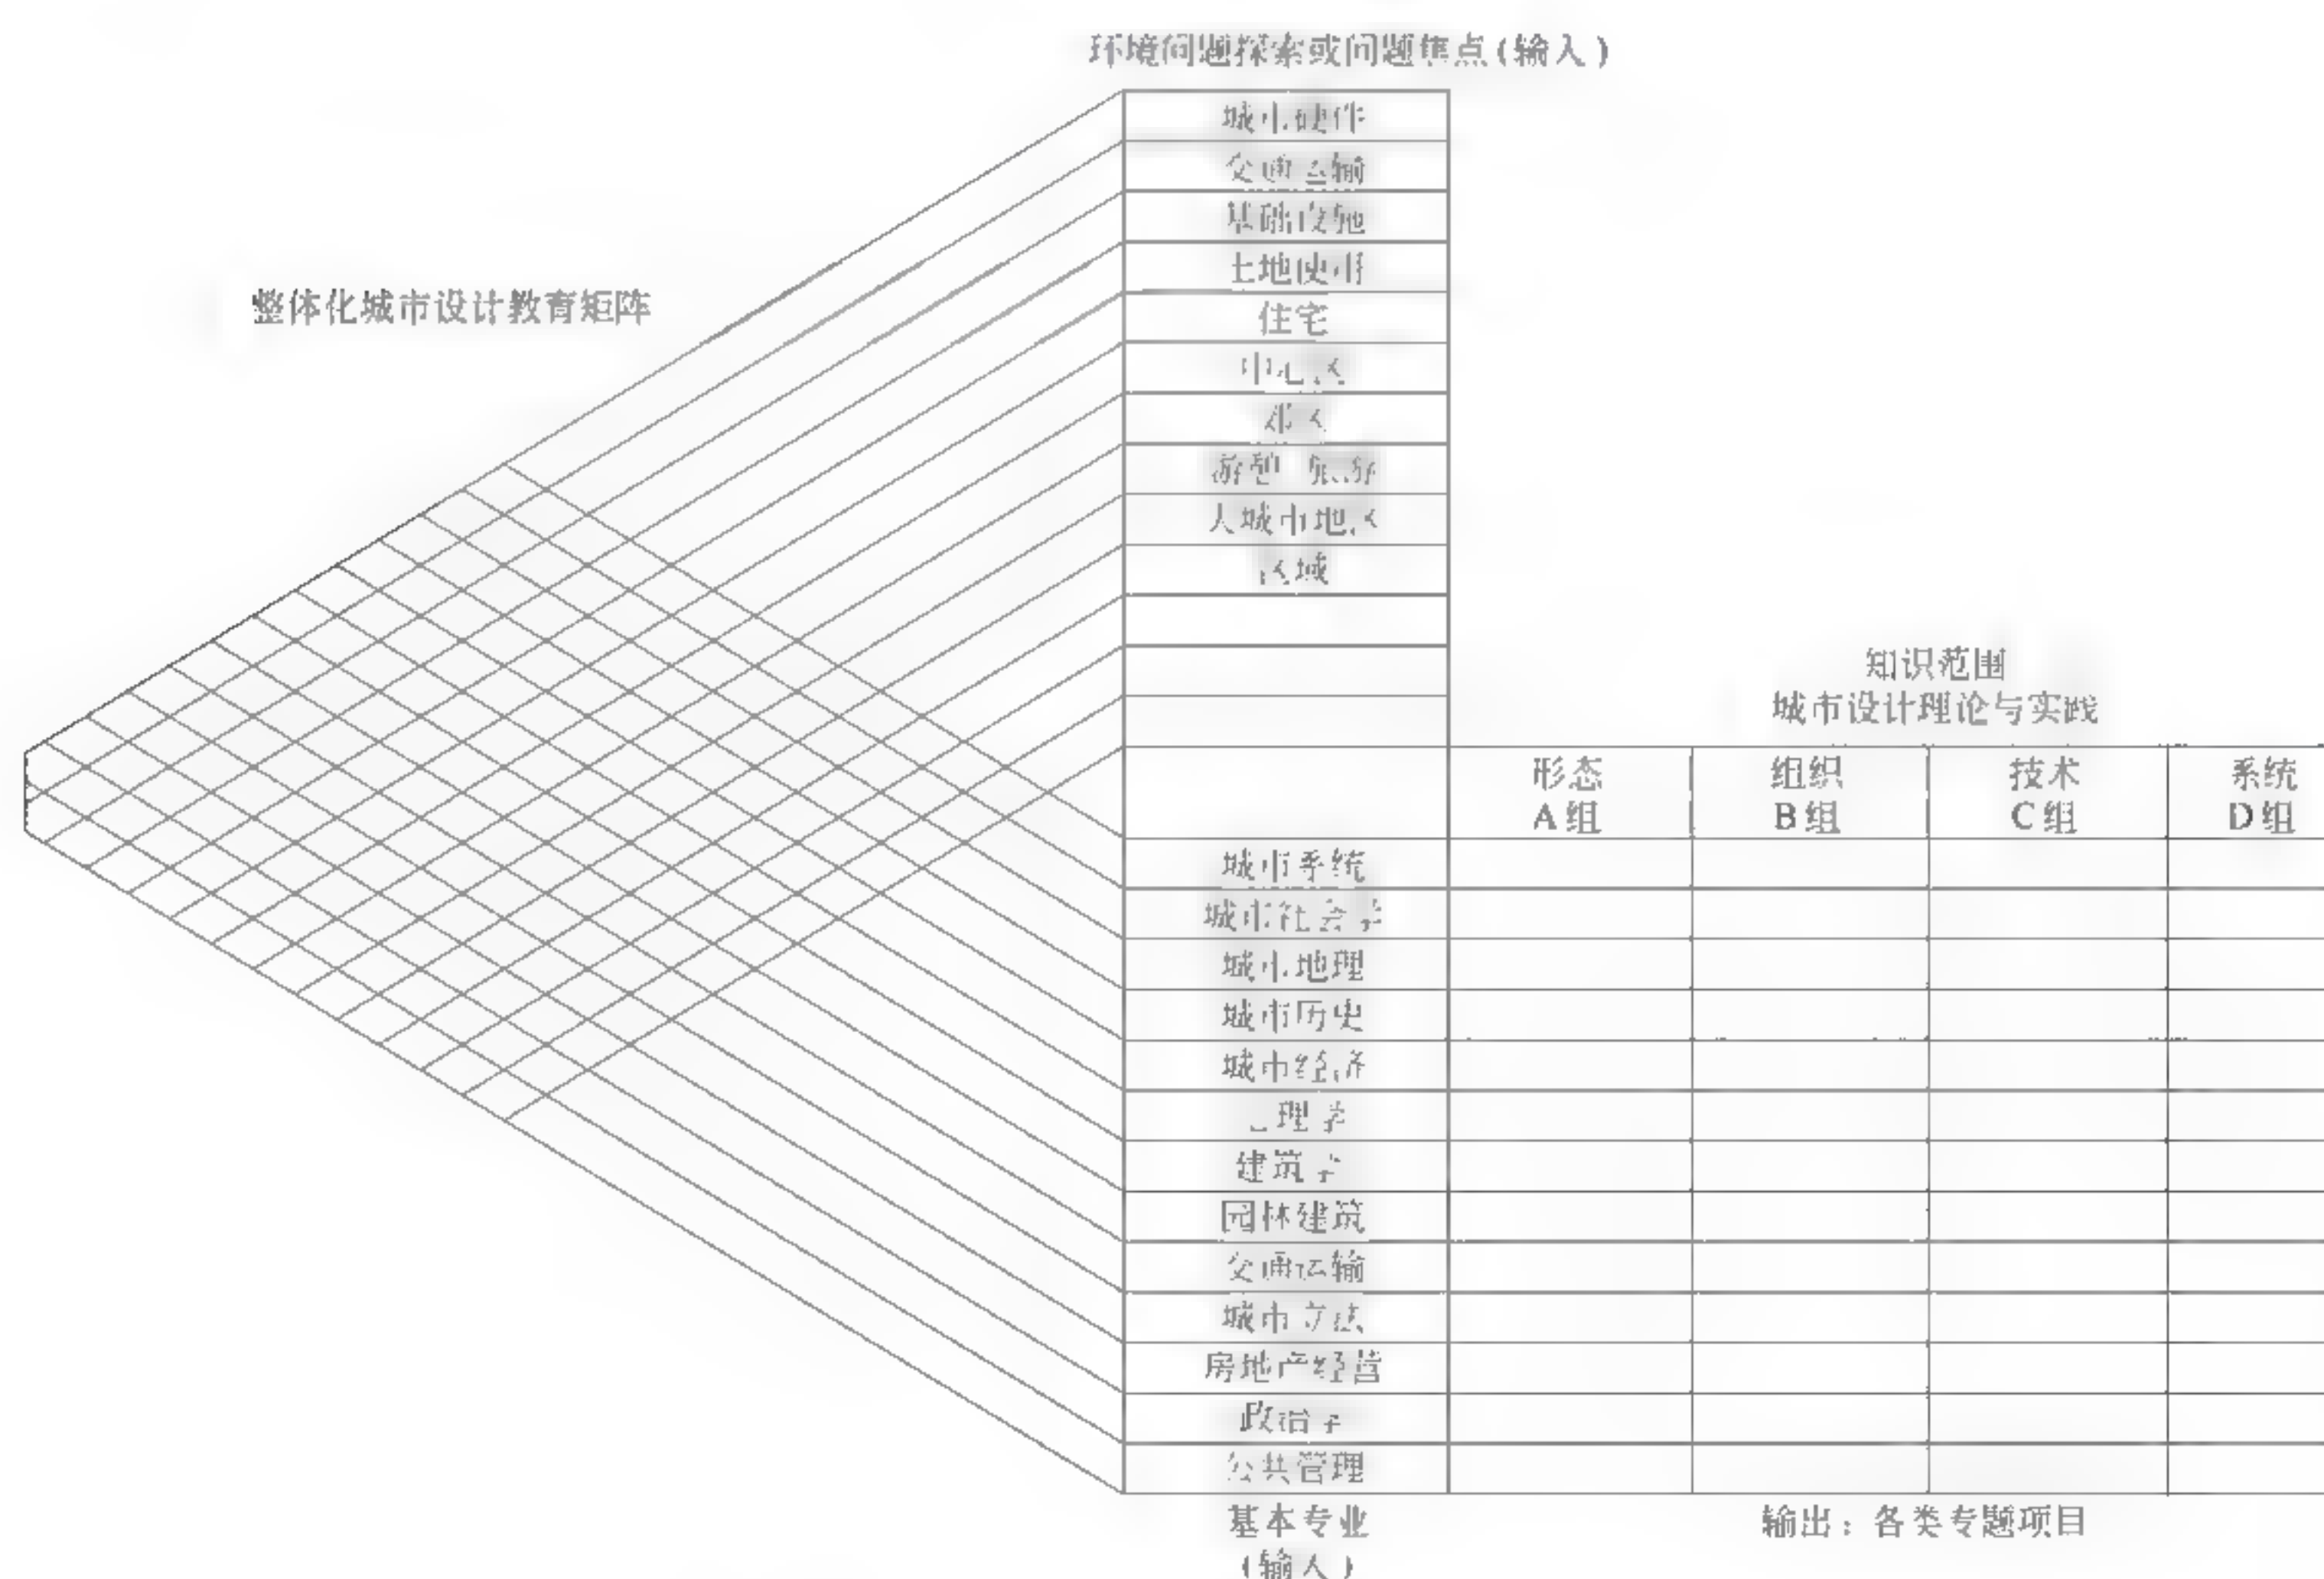 环境问题探索或问题焦点(输入)
城市硬件
交通运输
基础设施
土地使用
整体化城市设计教育矩阵
住宅
中心区
郊区
游憩
大城市地区
区域
知识范围
城市设计理论与实践
形态 组织 技术 系统
A组 B组 C组 D组
城市系统
城市社会学
城市地理
城市历史
城市经济
心理学
建筑学
园林建筑
交通运输
城市立法
房地产经营
政治学
公共管理
基本专业 输出：各类专题项目
(输入)